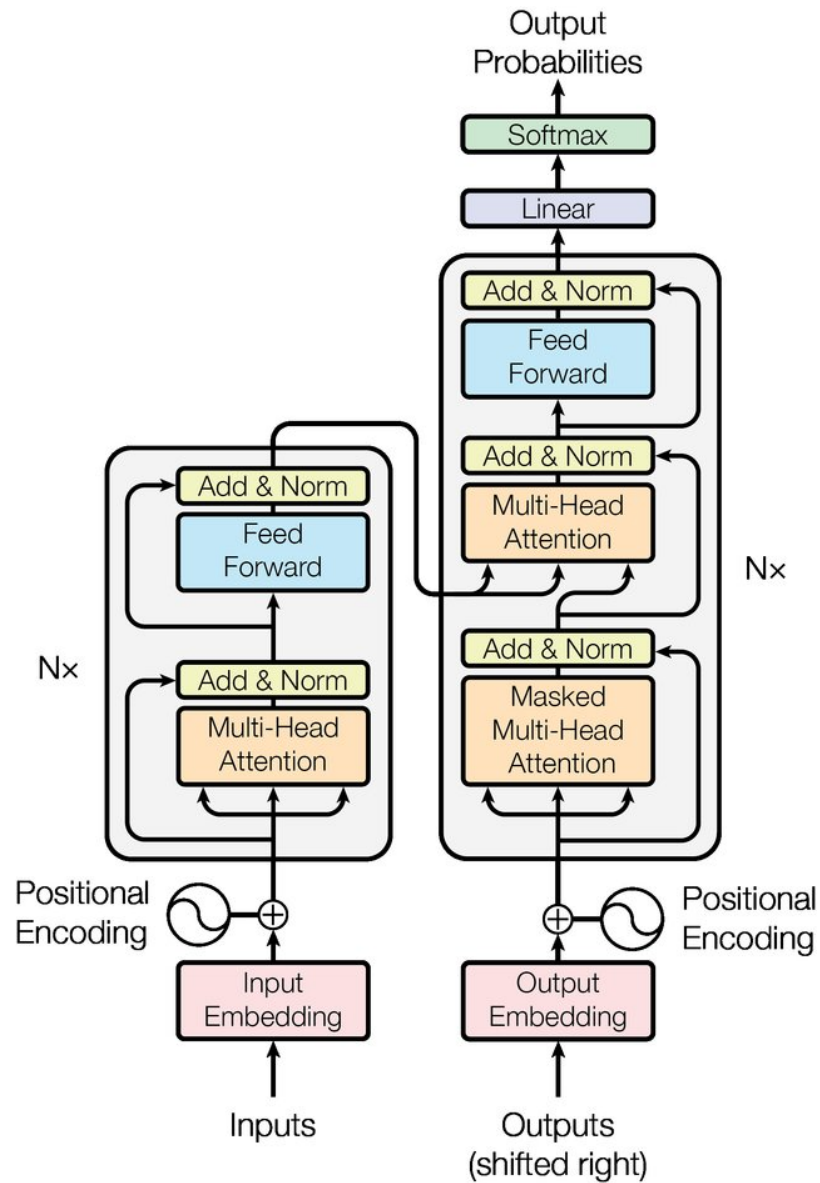 Output
Probabilities
Softmax
Linear
Add & Norm
Feed
Forward
Add & Norm
Multi-Head
Attention
Add & Norm
Masked
Multi-Head
Attention
Nx
Add & Norm
Feed
Forward
Add & Norm
Multi-Head
Attention
N×
Positional
Encoding
Positional
Encoding
Input
Embedding
Output
Embedding
Inputs
Outputs
(shifted right)